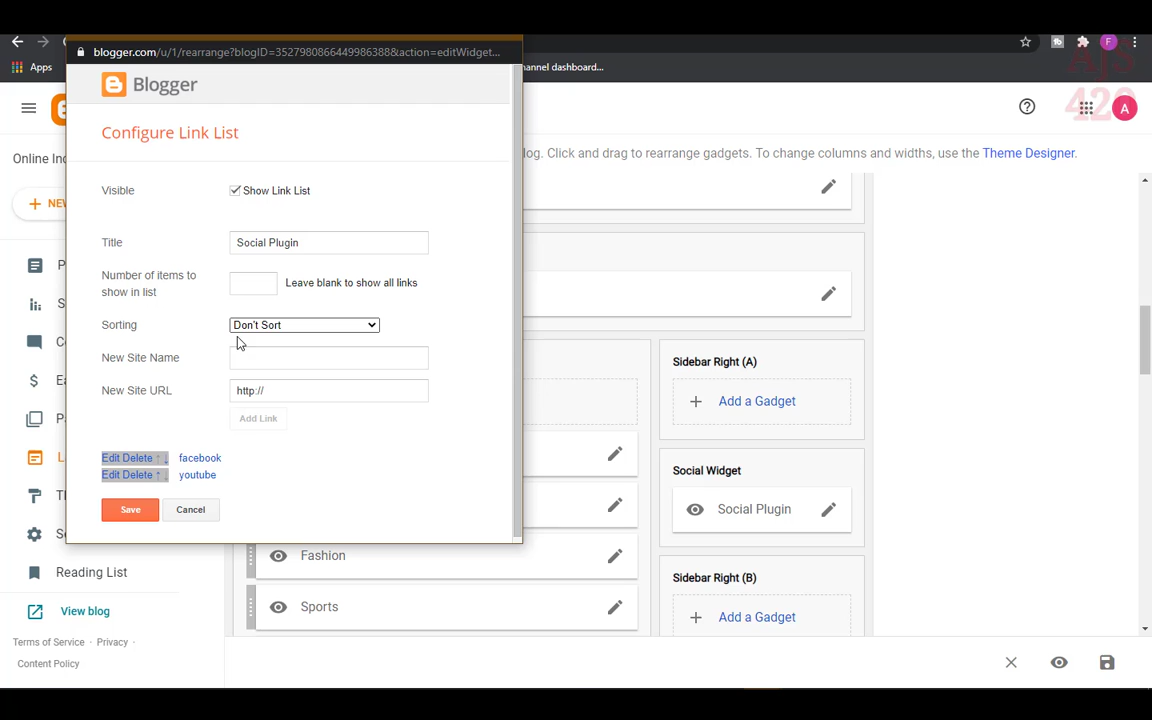 blogger.com/u/1/rearrange?blogID=3527980866449986388&action=editWidget...
Apps
hannel dashboard...
AJS
420
Blogger
F
A
Configure Link List
Online Inc
log. Click and drag to rearrange gadgets. To change columns and widths, use the Theme Designer.
Visible
Show Link List
NEW
Title
Social Plugin
Number of items to
show in list
Leave blank to show all links
Sorting
Don't Sort
New Site Name
New Site URL
http://
Add Link
Edit Delete ↑ ↓ facebook
Edit Delete ↑ ↓ youtube
Save
Cancel
Sidebar Right (A)
Add a Gadget
Social Widget
Social Plugin
Sidebar Right (B)
Add a Gadget
Fashion
Sports
Reading List
View blog
Terms of Service · Privacy ·
Content Policy